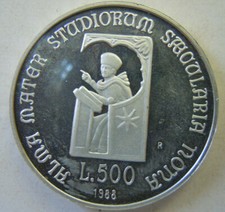 ALMA MATER STUDIORUM SÆCULARIA NONA
R
L.500
1988